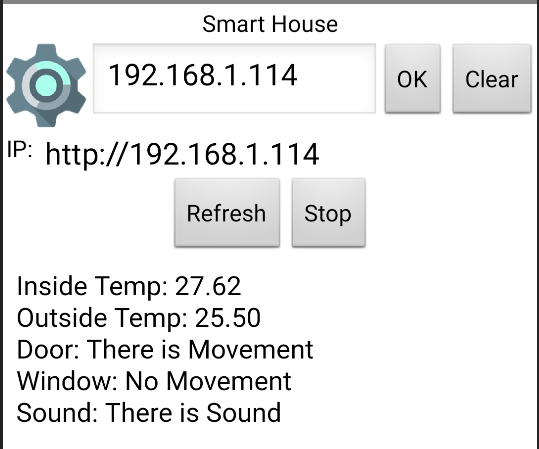 Smart House
192.168.1.114 OK Clear
IP: http://192.168.1.114
Refresh Stop
Inside Temp: 27.62
Outside Temp: 25.50
Door: There is Movement
Window: No Movement
Sound: There is Sound